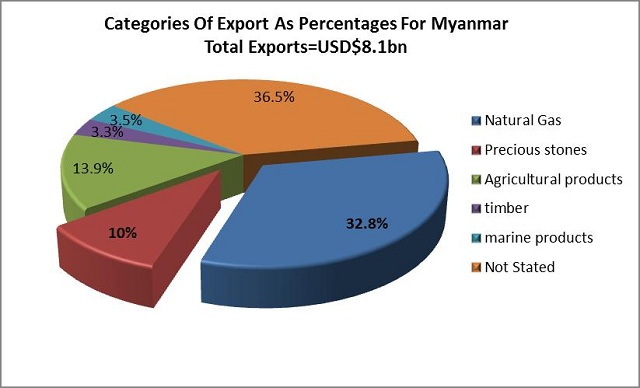 Categories Of Export As Percentages For Myanmar
Total Exports=USD$8.1bn
36.5%
3.5%
3.3%
13.9%
10%
32.8%
Natural Gas
Precious stones
Agricultural products
timber
marine products
Not Stated